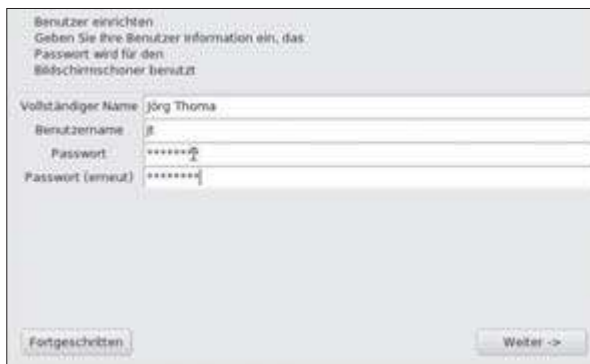 Benutzer einrichten
Geben Sie Ihre Benutzer Information ein, das
Passwort wird für den
Bildschirmschoner benutzt
Vollständiger Name Jörg Thoma
Benutzername jt
Passwort ********
Passwort (erneut) ********
Fortgeschritten Weiter ->